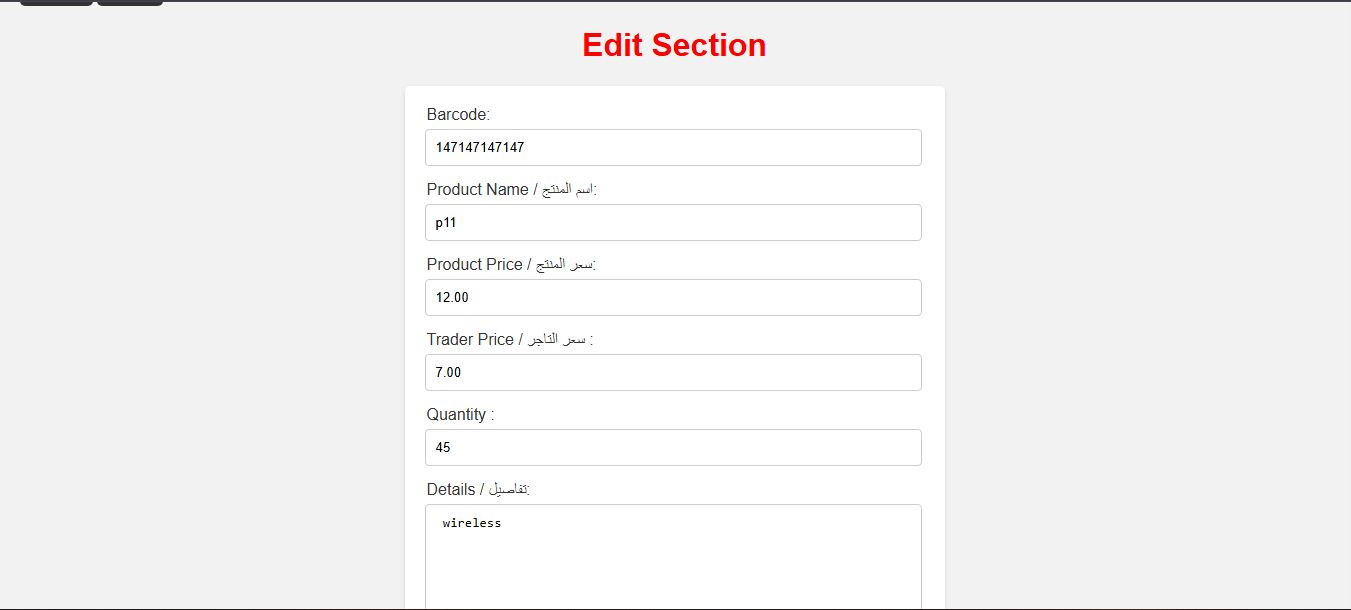 Edit Section
Barcode:
147147147147
Product Name / اسم المنتج:
p11
Product Price / سعر المنتج:
12.00
Trader Price / سعر التاجر :
7.00
Quantity :
45
Details / تفاصيل:
wireless